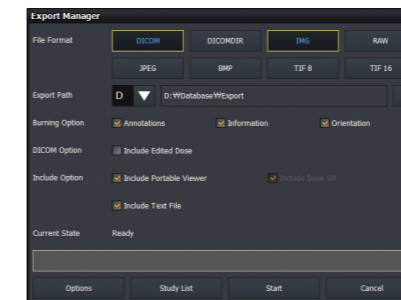 Export Manager
File Format DICOM DICOMDIR IMG RAW
JPEG BMP TIF 8 TIF 16
Export Path D D:₩Database₩Export
Burning Option Annotations Information Orientation
DICOM Option Include Edited Dose
Include Option Include Portable Viewer Include Dose SR
Include Text File
Current State Ready
Options Study List Start Cancel